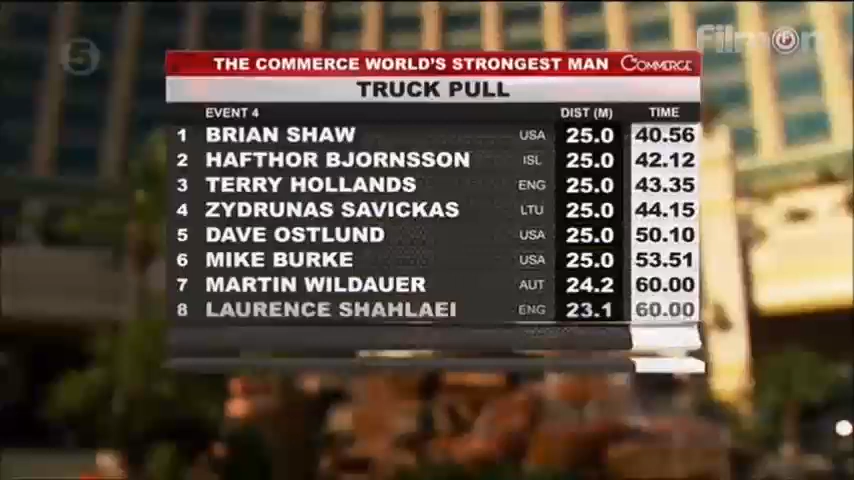 5
FilmOn
THE COMMERCE WORLD'S STRONGEST MAN COMMERCE
TRUCK PULL
EVENT 4 DIST (M) TIME
1 BRIAN SHAW USA 25.0 40.56
2 HAFTHOR BJORNSSON ISL 25.0 42.12
3 TERRY HOLLANDS ENG 25.0 43.35
4 ZYDRUNAS SAVICKAS LTU 25.0 44.15
5 DAVE OSTLUND USA 25.0 50.10
6 MIKE BURKE USA 25.0 53.51
7 MARTIN WILDAUER AUT 24.2 60.00
8 LAURENCE SHAHLAEI ENG 23.1 60.00